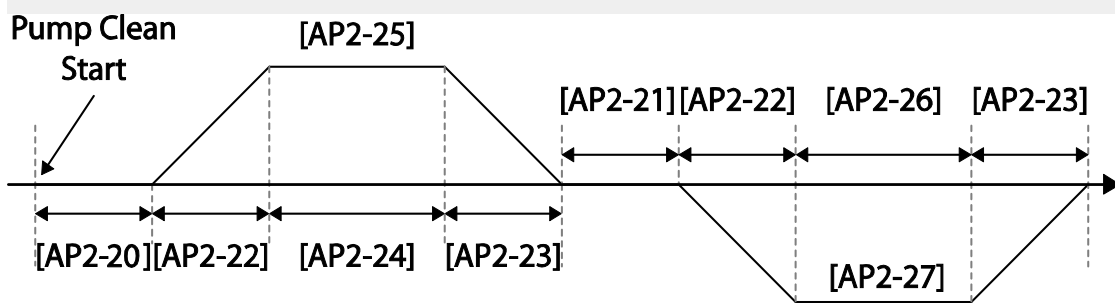 Pump Clean
Start
[AP2-25]
[AP2-21] [AP2-22] [AP2-26] [AP2-23]
[AP2-20] [AP2-22] [AP2-24] [AP2-23]
[AP2-27]